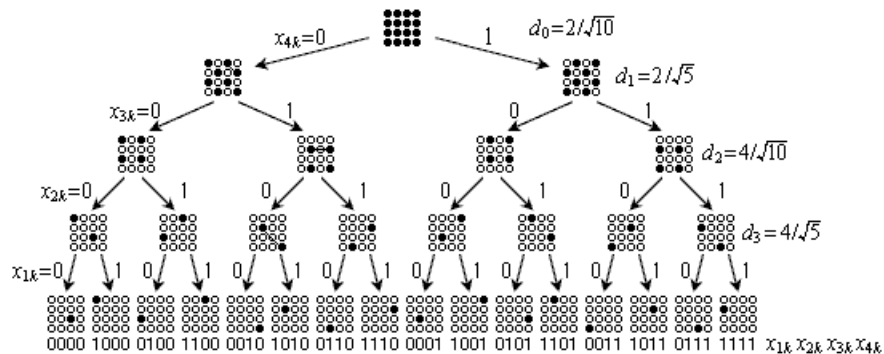 x4k=0 1 d0=2/√10
d1=2/√5
x3k=0 1 0 1
d2=4/√10
x2k=0 1 0 1 0 1 0 1
d3=4/√5
x1k=0 1 0 1 0 1 0 1 0 1 0 1 0 1 0 1
0000 1000 0100 1100 0010 1010 0110 1110 0001 1001 0101 1101 0011 1011 0111 1111 x1k x2k x3k x4k